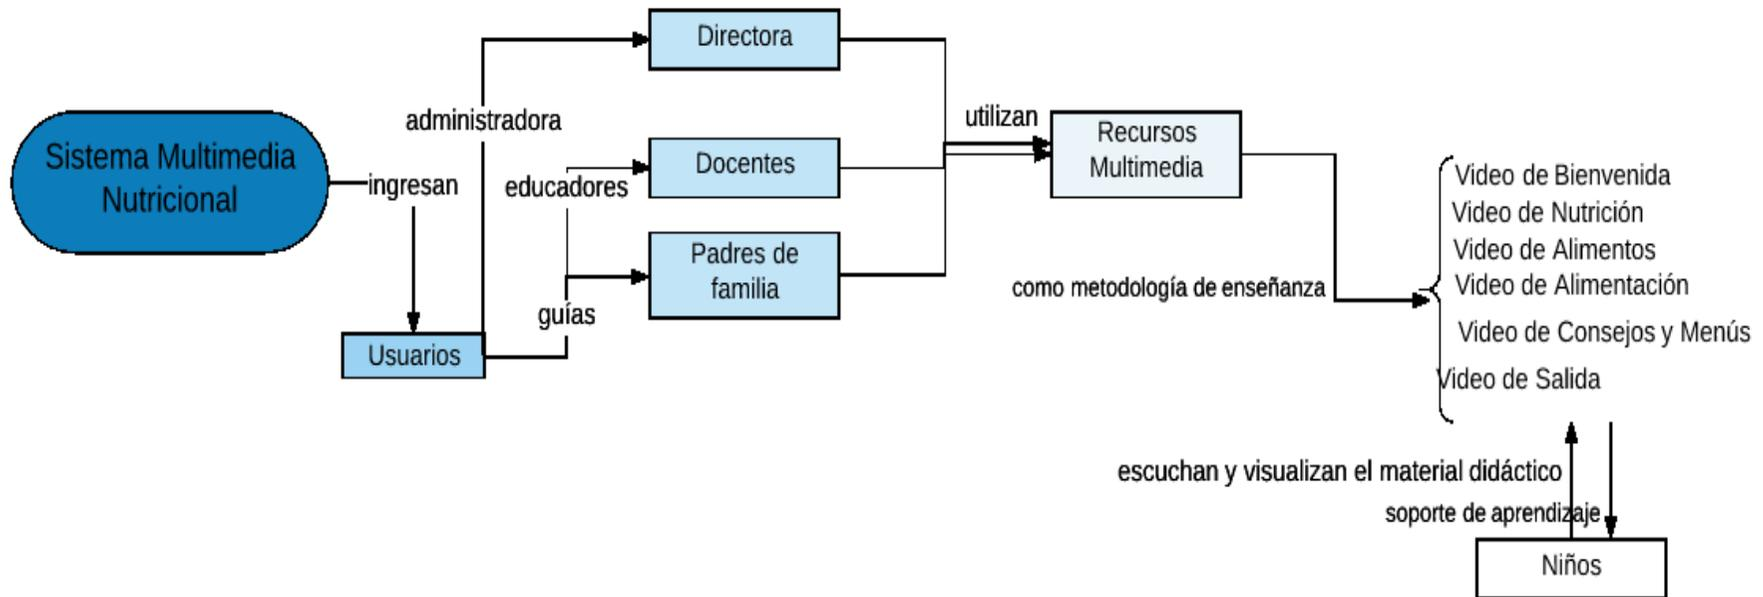 Sistema Multimedia
Nutricional
ingresan
Usuarios
administradora
educadores
guías
Directora
Docentes
Padres de
familia
utilizan
Recursos
Multimedia
como metodología de enseñanza
Video de Bienvenida
Video de Nutrición
Video de Alimentos
Video de Alimentación
Video de Consejos y Menús
Video de Salida
escuchan y visualizan el material didáctico
soporte de aprendizaje
Niños